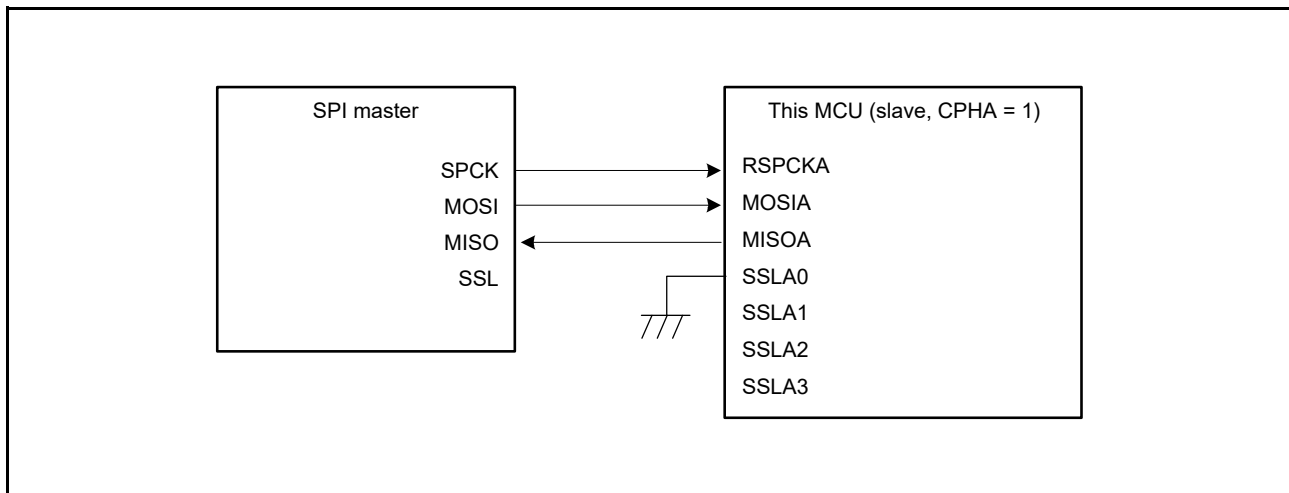 SPI master
SPCK
MOSI
MISO
SSL
This MCU (slave, CPHA = 1)
RSPCKA
MOSIA
MISOA
SSLA0
SSLA1
SSLA2
SSLA3